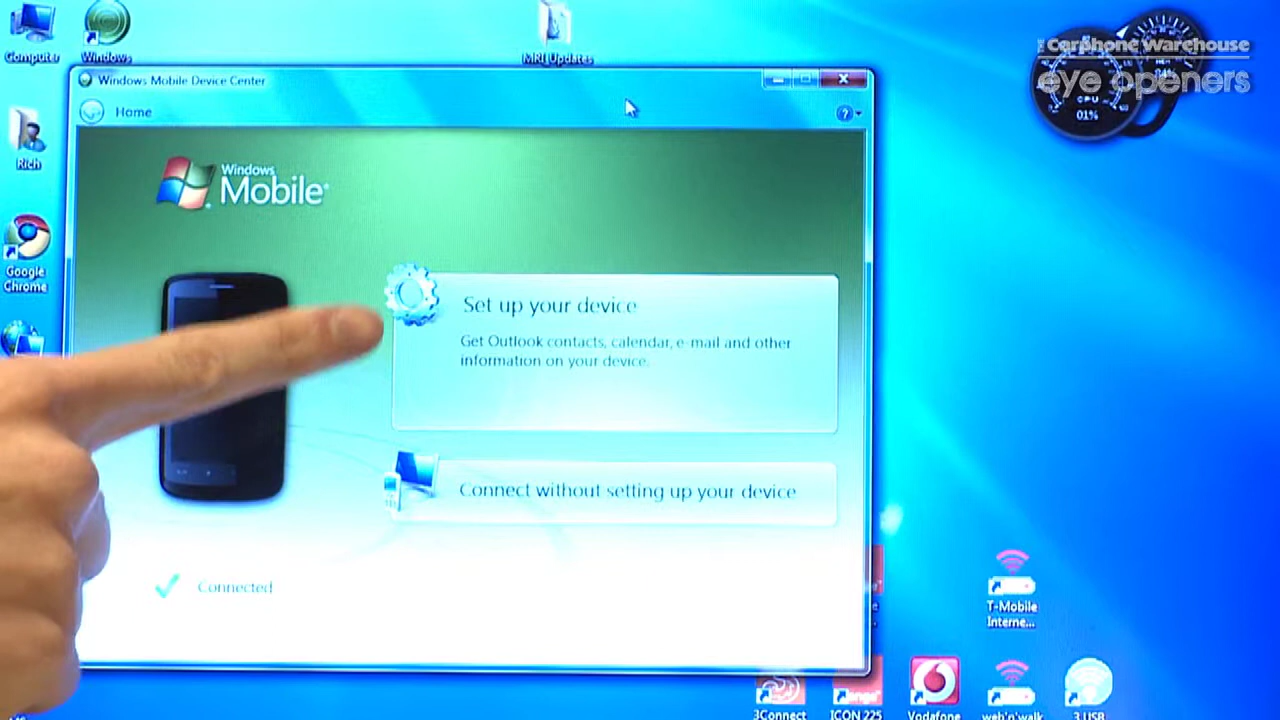 Computer
Windows
MRI Updates
THE Carphone Warehouse
eye openers
CPU
01%
Windows Mobile Device Center
Home
Rich
Windows
Mobile
Google
Chrome
Set up your device
Get Outlook contacts, calendar, e-mail and other
information on your device.
Connect without setting up your device
Connected
T-Mobile
Interne...
3Connect
ICON 225
Vodafone
web'n'walk
3 USB